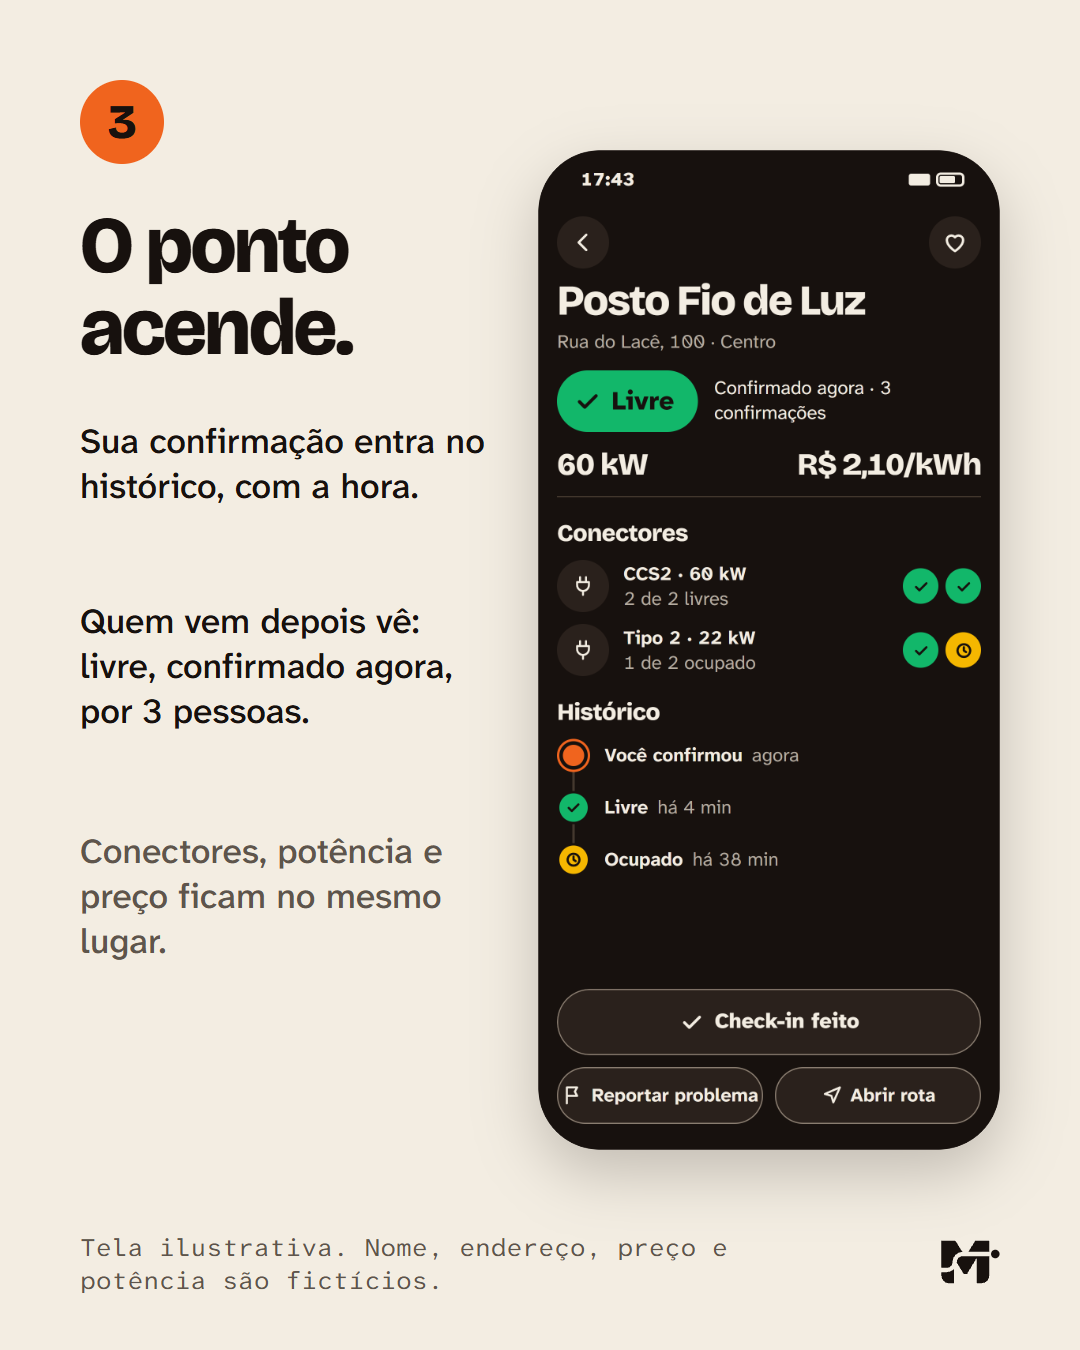 3
O ponto
acende.
Sua confirmação entra no
histórico, com a hora.
Quem vem depois vê:
livre, confirmado agora,
por 3 pessoas.
Conectores, potência e
preço ficam no mesmo
lugar.
17:43
Posto Fio de Luz
Rua do Lacê, 100 · Centro
Livre
Confirmado agora · 3
confirmações
60 kW
R$ 2,10/kWh
Conectores
CCS2 · 60 kW
2 de 2 livres
Tipo 2 · 22 kW
1 de 2 ocupado
Histórico
Você confirmou agora
Livre há 4 min
Ocupado há 38 min
Check-in feito
Reportar problema
Abrir rota
Tela ilustrativa. Nome, endereço, preço e
potência são fictícios.
M